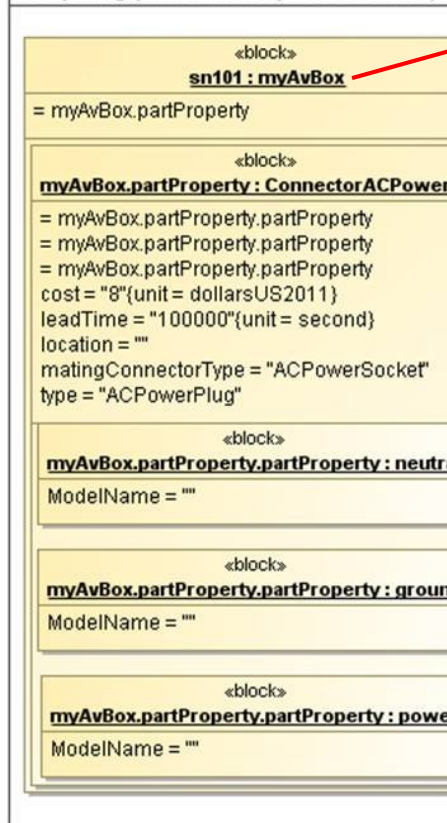 «block»
sn101 : myAvBox
= myAvBox.partProperty
«block»
myAvBox.partProperty : ConnectorACPower
= myAvBox.partProperty.partProperty
= myAvBox.partProperty.partProperty
= myAvBox.partProperty.partProperty
cost = "8"{unit = dollarsUS2011}
leadTime = "100000"{unit = second}
location = ""
matingConnectorType = "ACPowerSocket"
type = "ACPowerPlug"
«block»
myAvBox.partProperty.partProperty : neutra
ModelName = ""
«block»
myAvBox.partProperty.partProperty : groun
ModelName = ""
«block»
myAvBox.partProperty.partProperty : powe
ModelName = ""